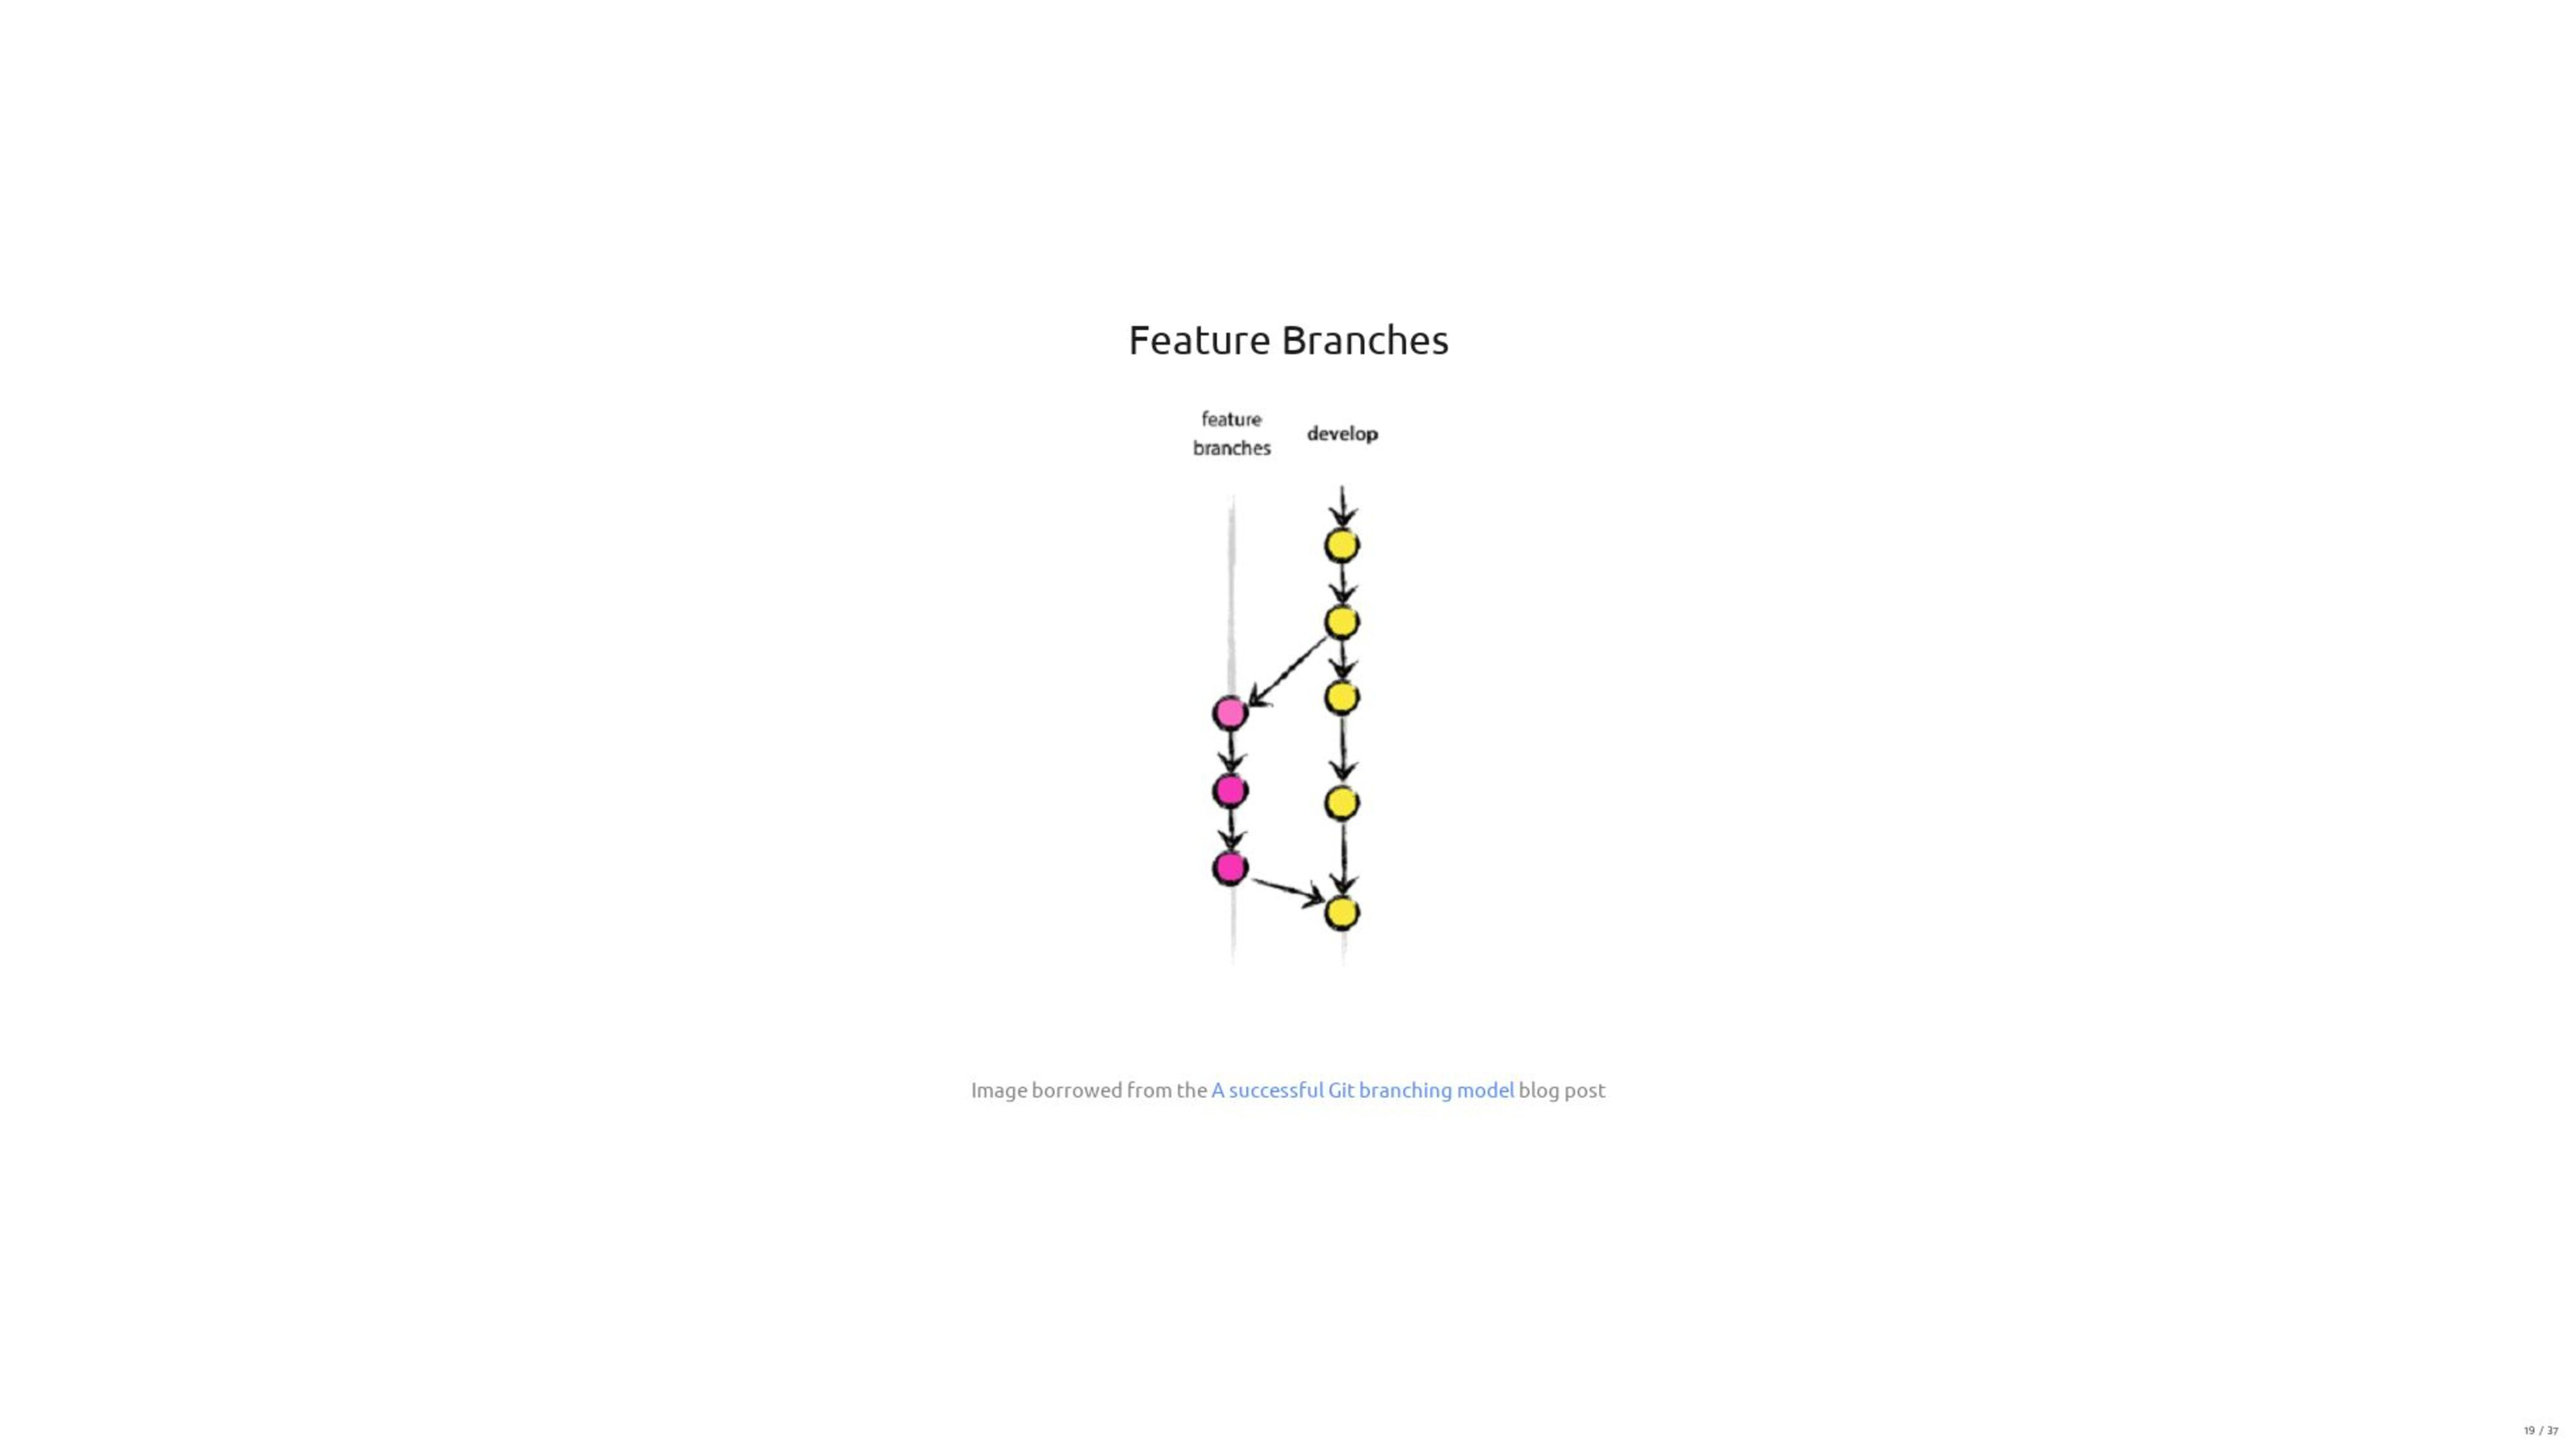 Feature Branches
feature
branches
develop
Image borrowed from the A successful Git branching model blog post
19 / 37